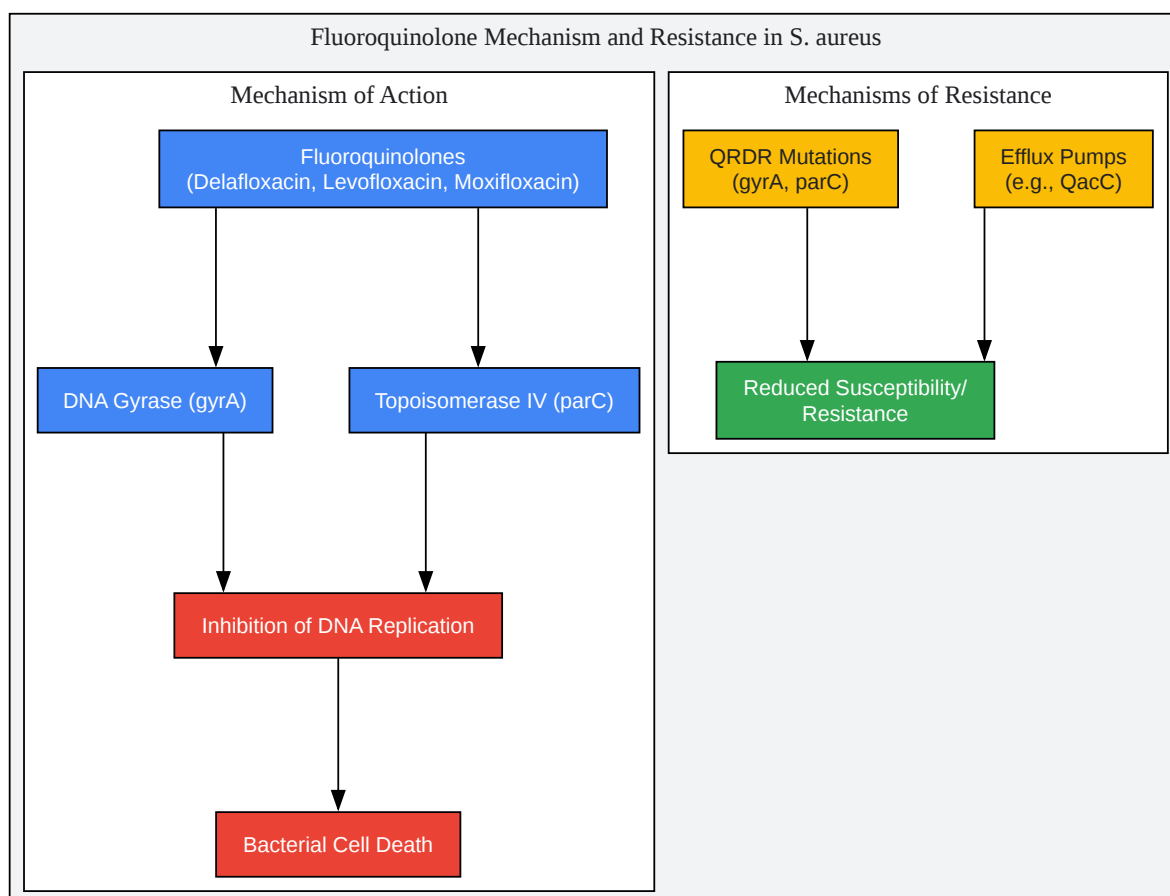 Fluoroquinolone Mechanism and Resistance in S. aureus
Mechanism of Action
Fluoroquinolones
(Delafloxacin, Levofloxacin, Moxifloxacin)
DNA Gyrase (gyrA)
Topoisomerase IV (parC)
Inhibition of DNA Replication
Bacterial Cell Death
Mechanisms of Resistance
QRDR Mutations
(gyrA, parC)
Efflux Pumps
(e.g., QacC)
Reduced Susceptibility/
Resistance